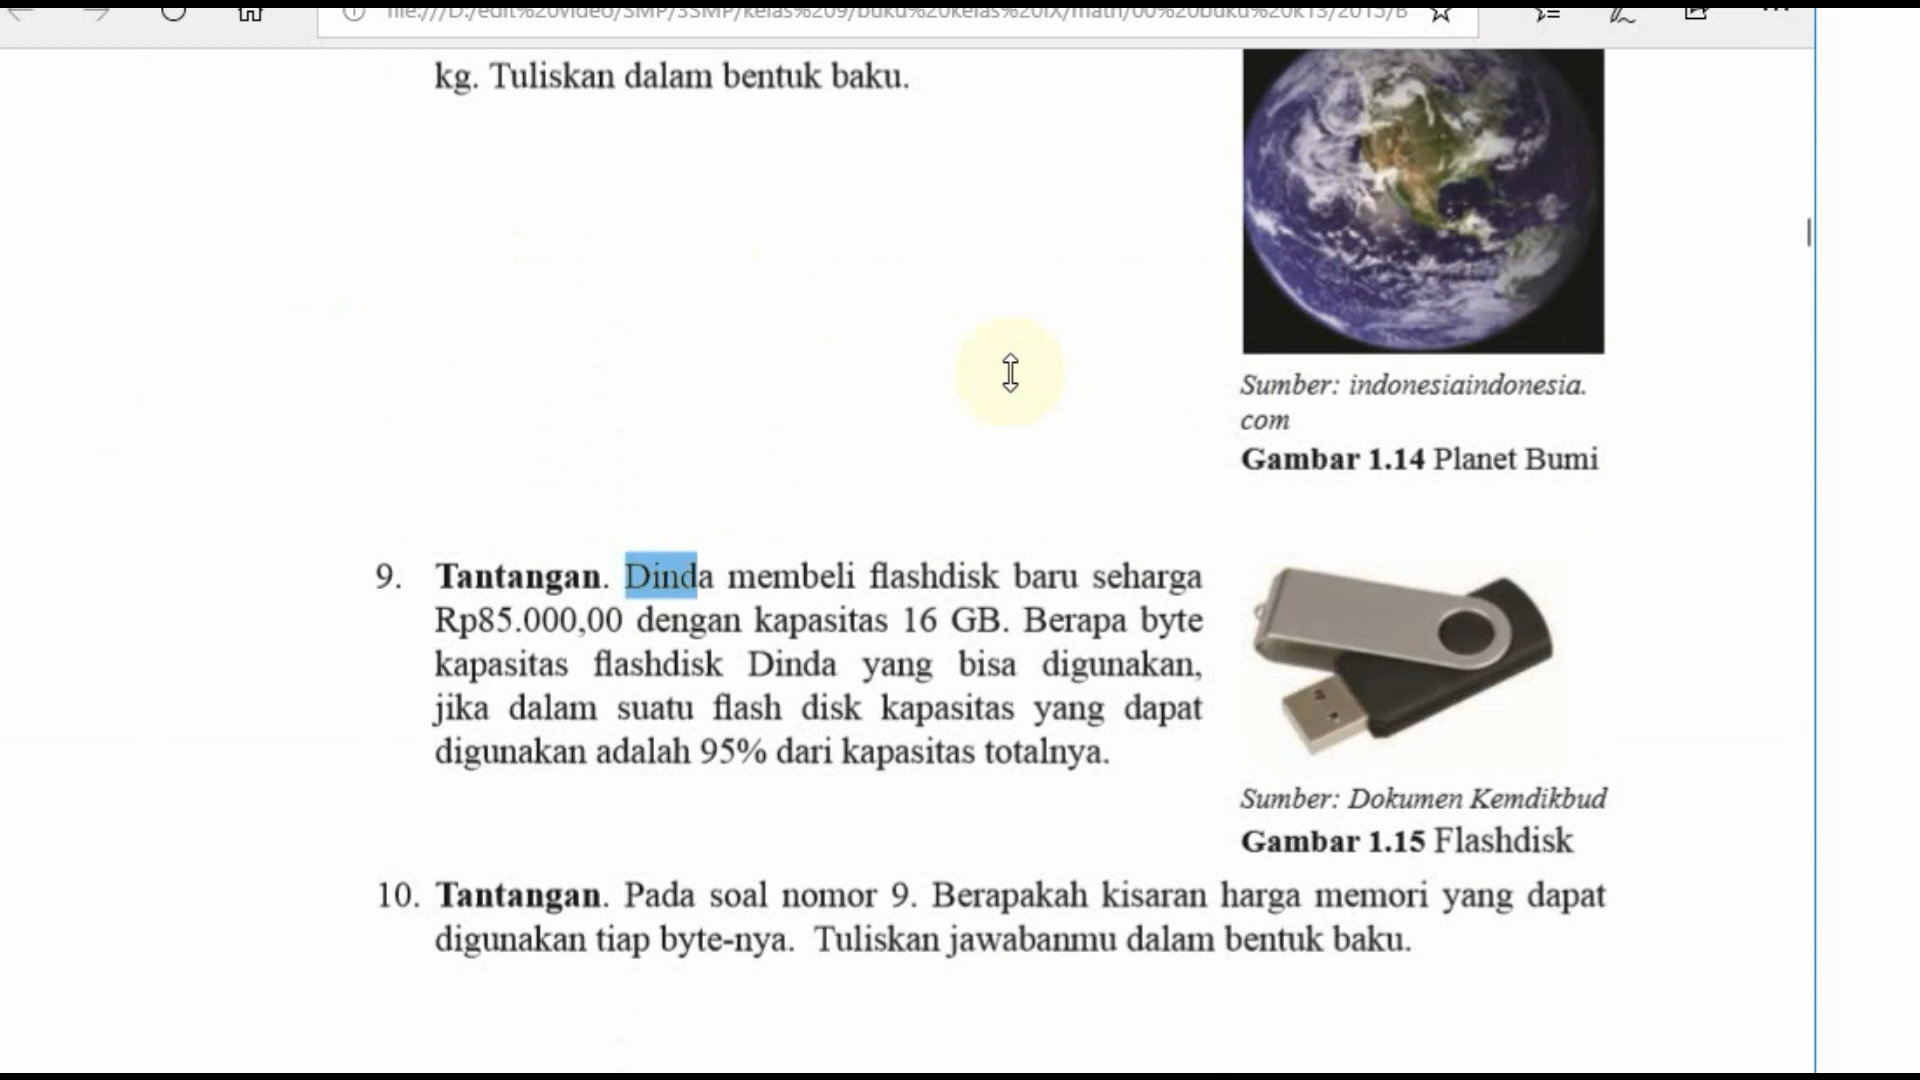 kg. Tuliskan dalam bentuk baku.
Sumber: indonesiaindonesia.
com
Gambar 1.14 Planet Bumi
9. Tantangan. Dinda membeli flashdisk baru seharga
Rp85.000,00 dengan kapasitas 16 GB. Berapa byte
kapasitas flashdisk Dinda yang bisa digunakan,
jika dalam suatu flash disk kapasitas yang dapat
digunakan adalah 95% dari kapasitas totalnya.
Sumber: Dokumen Kemdikbud
Gambar 1.15 Flashdisk
10. Tantangan. Pada soal nomor 9. Berapakah kisaran harga memori yang dapat
digunakan tiap byte-nya. Tuliskan jawabanmu dalam bentuk baku.